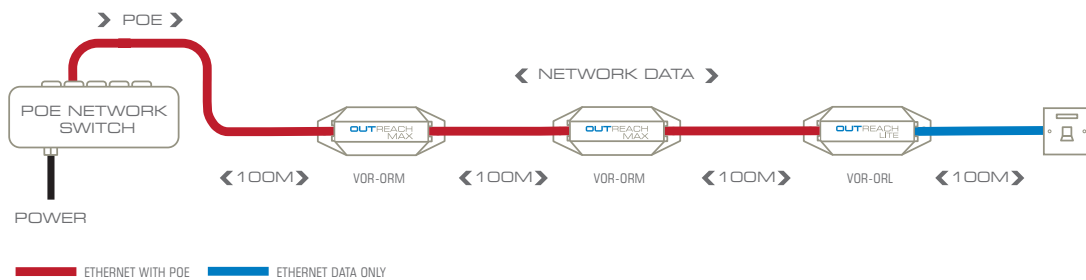 POE
NETWORK DATA
POE NETWORK
SWITCH
OUTREACH
MAX
OUTREACH
MAX
OUTREACH
LITE
100M
VOR-ORM
100M
VOR-ORM
100M
VOR-ORL
100M
POWER
ETHERNET WITH POE
ETHERNET DATA ONLY